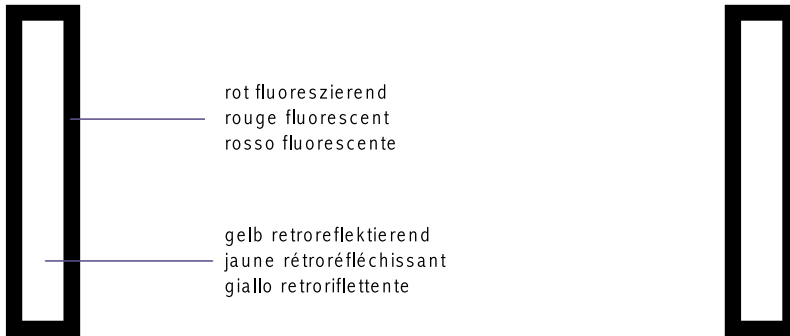 rot fluoreszierend
rouge fluorescent
rosso fluorescente
gelb retroreflektierend
jaune rétroréfléchissant
giallo retroriflettente